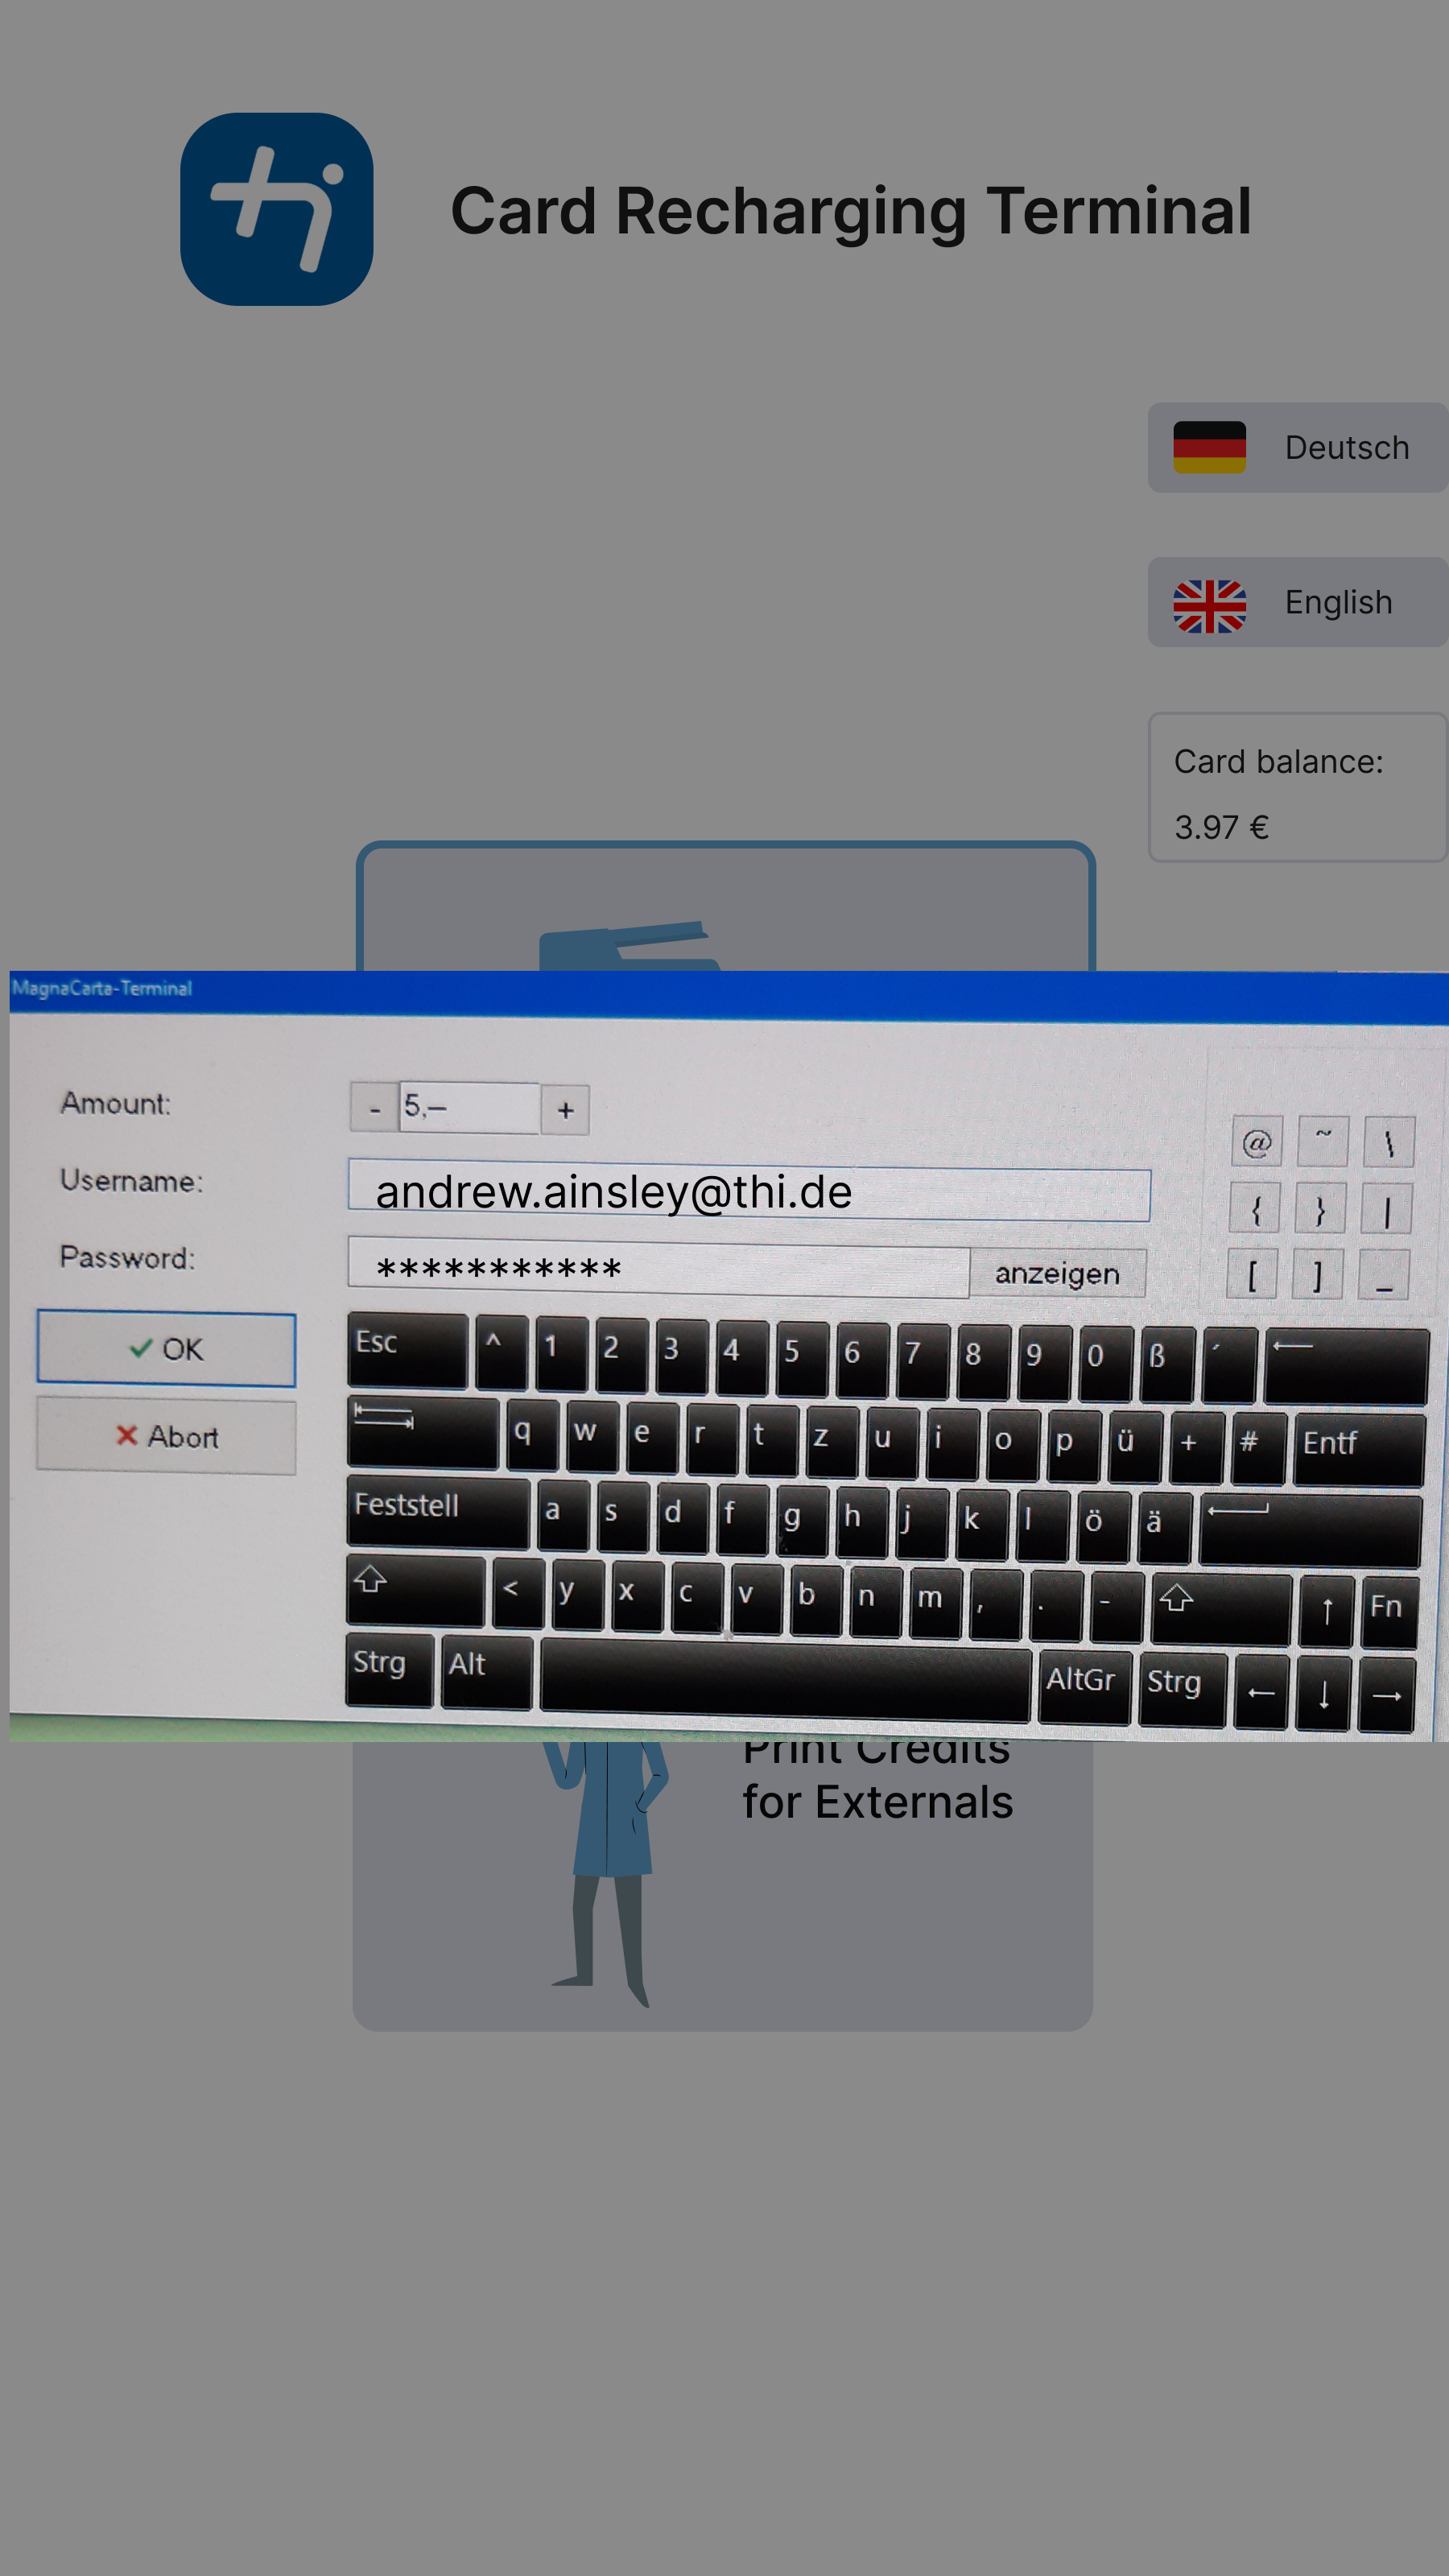 Card Recharging Terminal
Deutsch
English
Card balance:
3.97 €
MagnaCarta-Terminal
Amount: - 5,— +
@ ~ \
Username: andrew.ainsley@thi.de
{ } |
Password: *********** anzeigen
[ ] _
OK
Abort
Esc ^ 1 2 3 4 5 6 7 8 9 0 ß ´ ←
q w e r t z u i o p ü + # Entf
Feststell a s d f g h j k l ö ä
< y x c v b n m , . - ↑ Fn
Strg Alt AltGr Strg ← ↓ →
Print Credits
for Externals